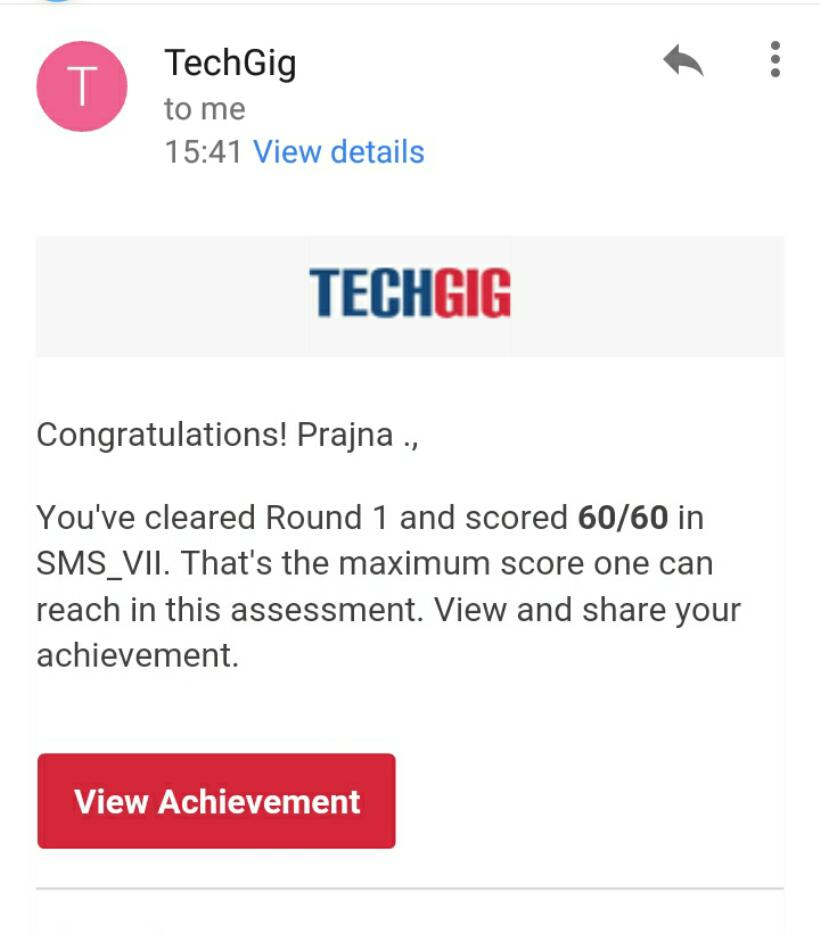 T
TechGig
to me
15:41 View details
TECHGIG
Congratulations! Prajna .,
You've cleared Round 1 and scored 60/60 in
SMS_VII. That's the maximum score one can
reach in this assessment. View and share your
achievement.
View Achievement